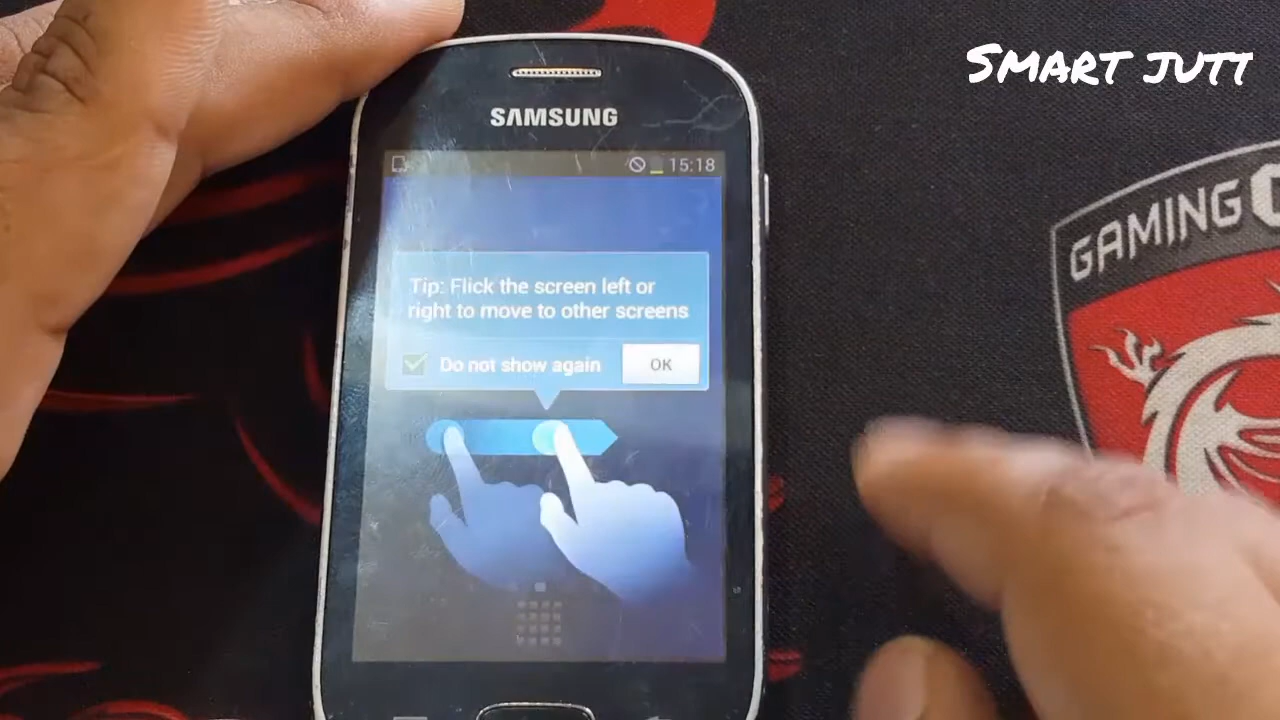 SMART JUTT
SAMSUNG
15:18
Tip: Flick the screen left or
right to move to other screens
Do not show again
OK
GAMING